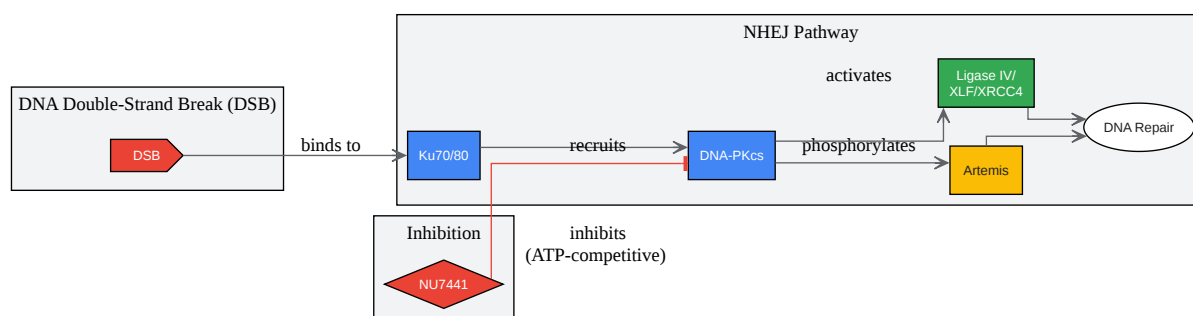 NHEJ Pathway
DNA Double-Strand Break (DSB)
DSB
binds to
Ku70/80
recruits
DNA-PKcs
activates
phosphorylates
Ligase IV/
XLF/XRCC4
Artemis
DNA Repair
Inhibition
NU7441
inhibits
(ATP-competitive)